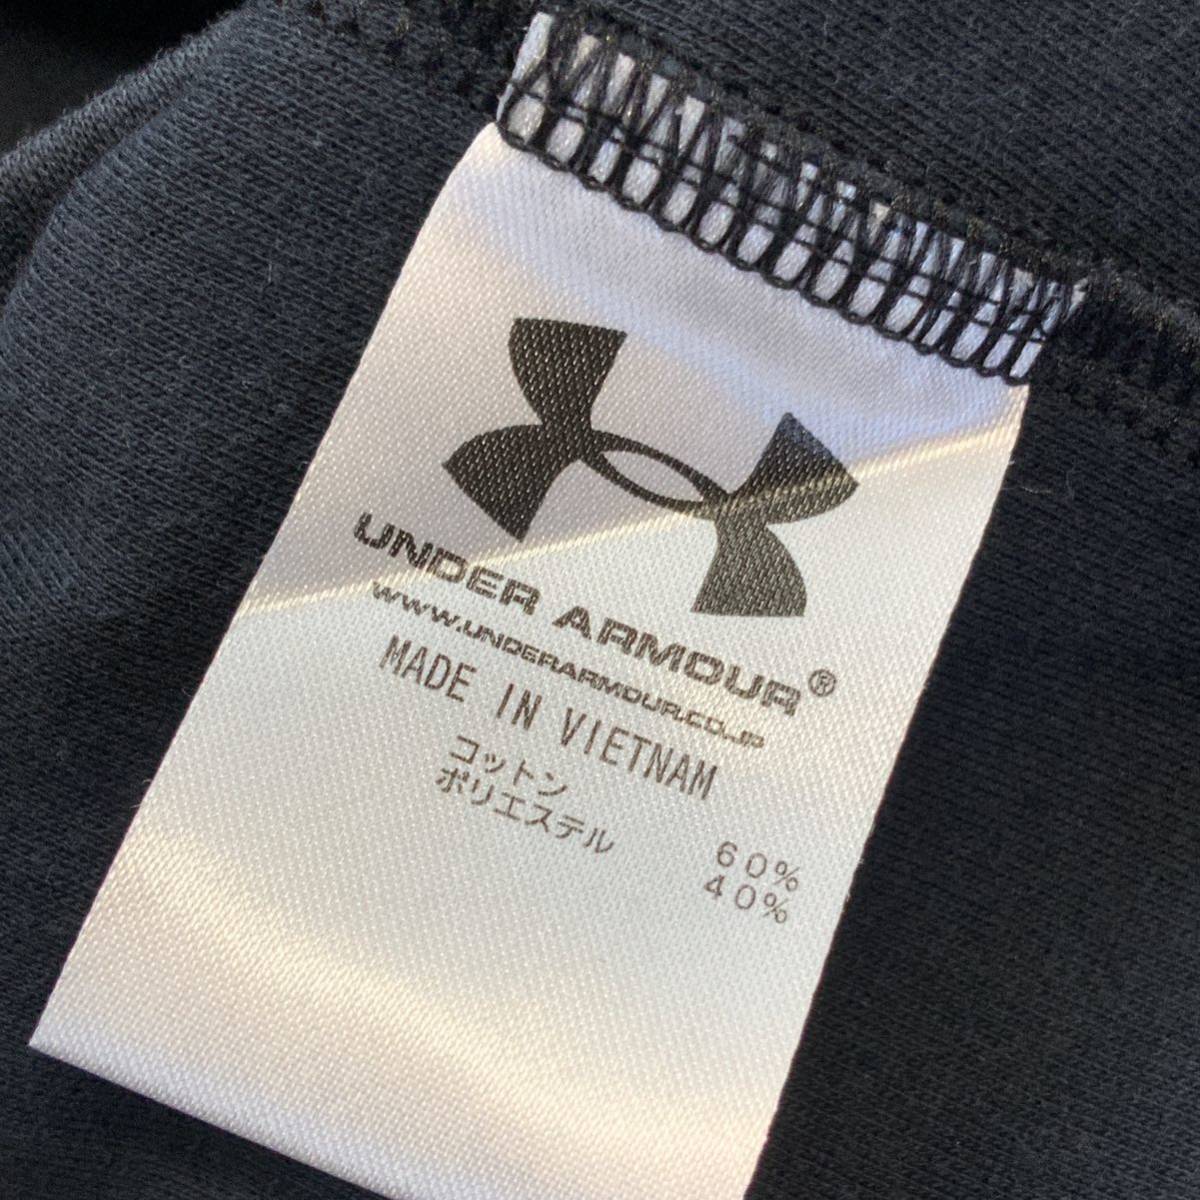 UNDER ARMOUR®
WWW.UNDERARMOUR.CO.JP
MADE IN VIETNAM
コットン 60%
ポリエステル 40%